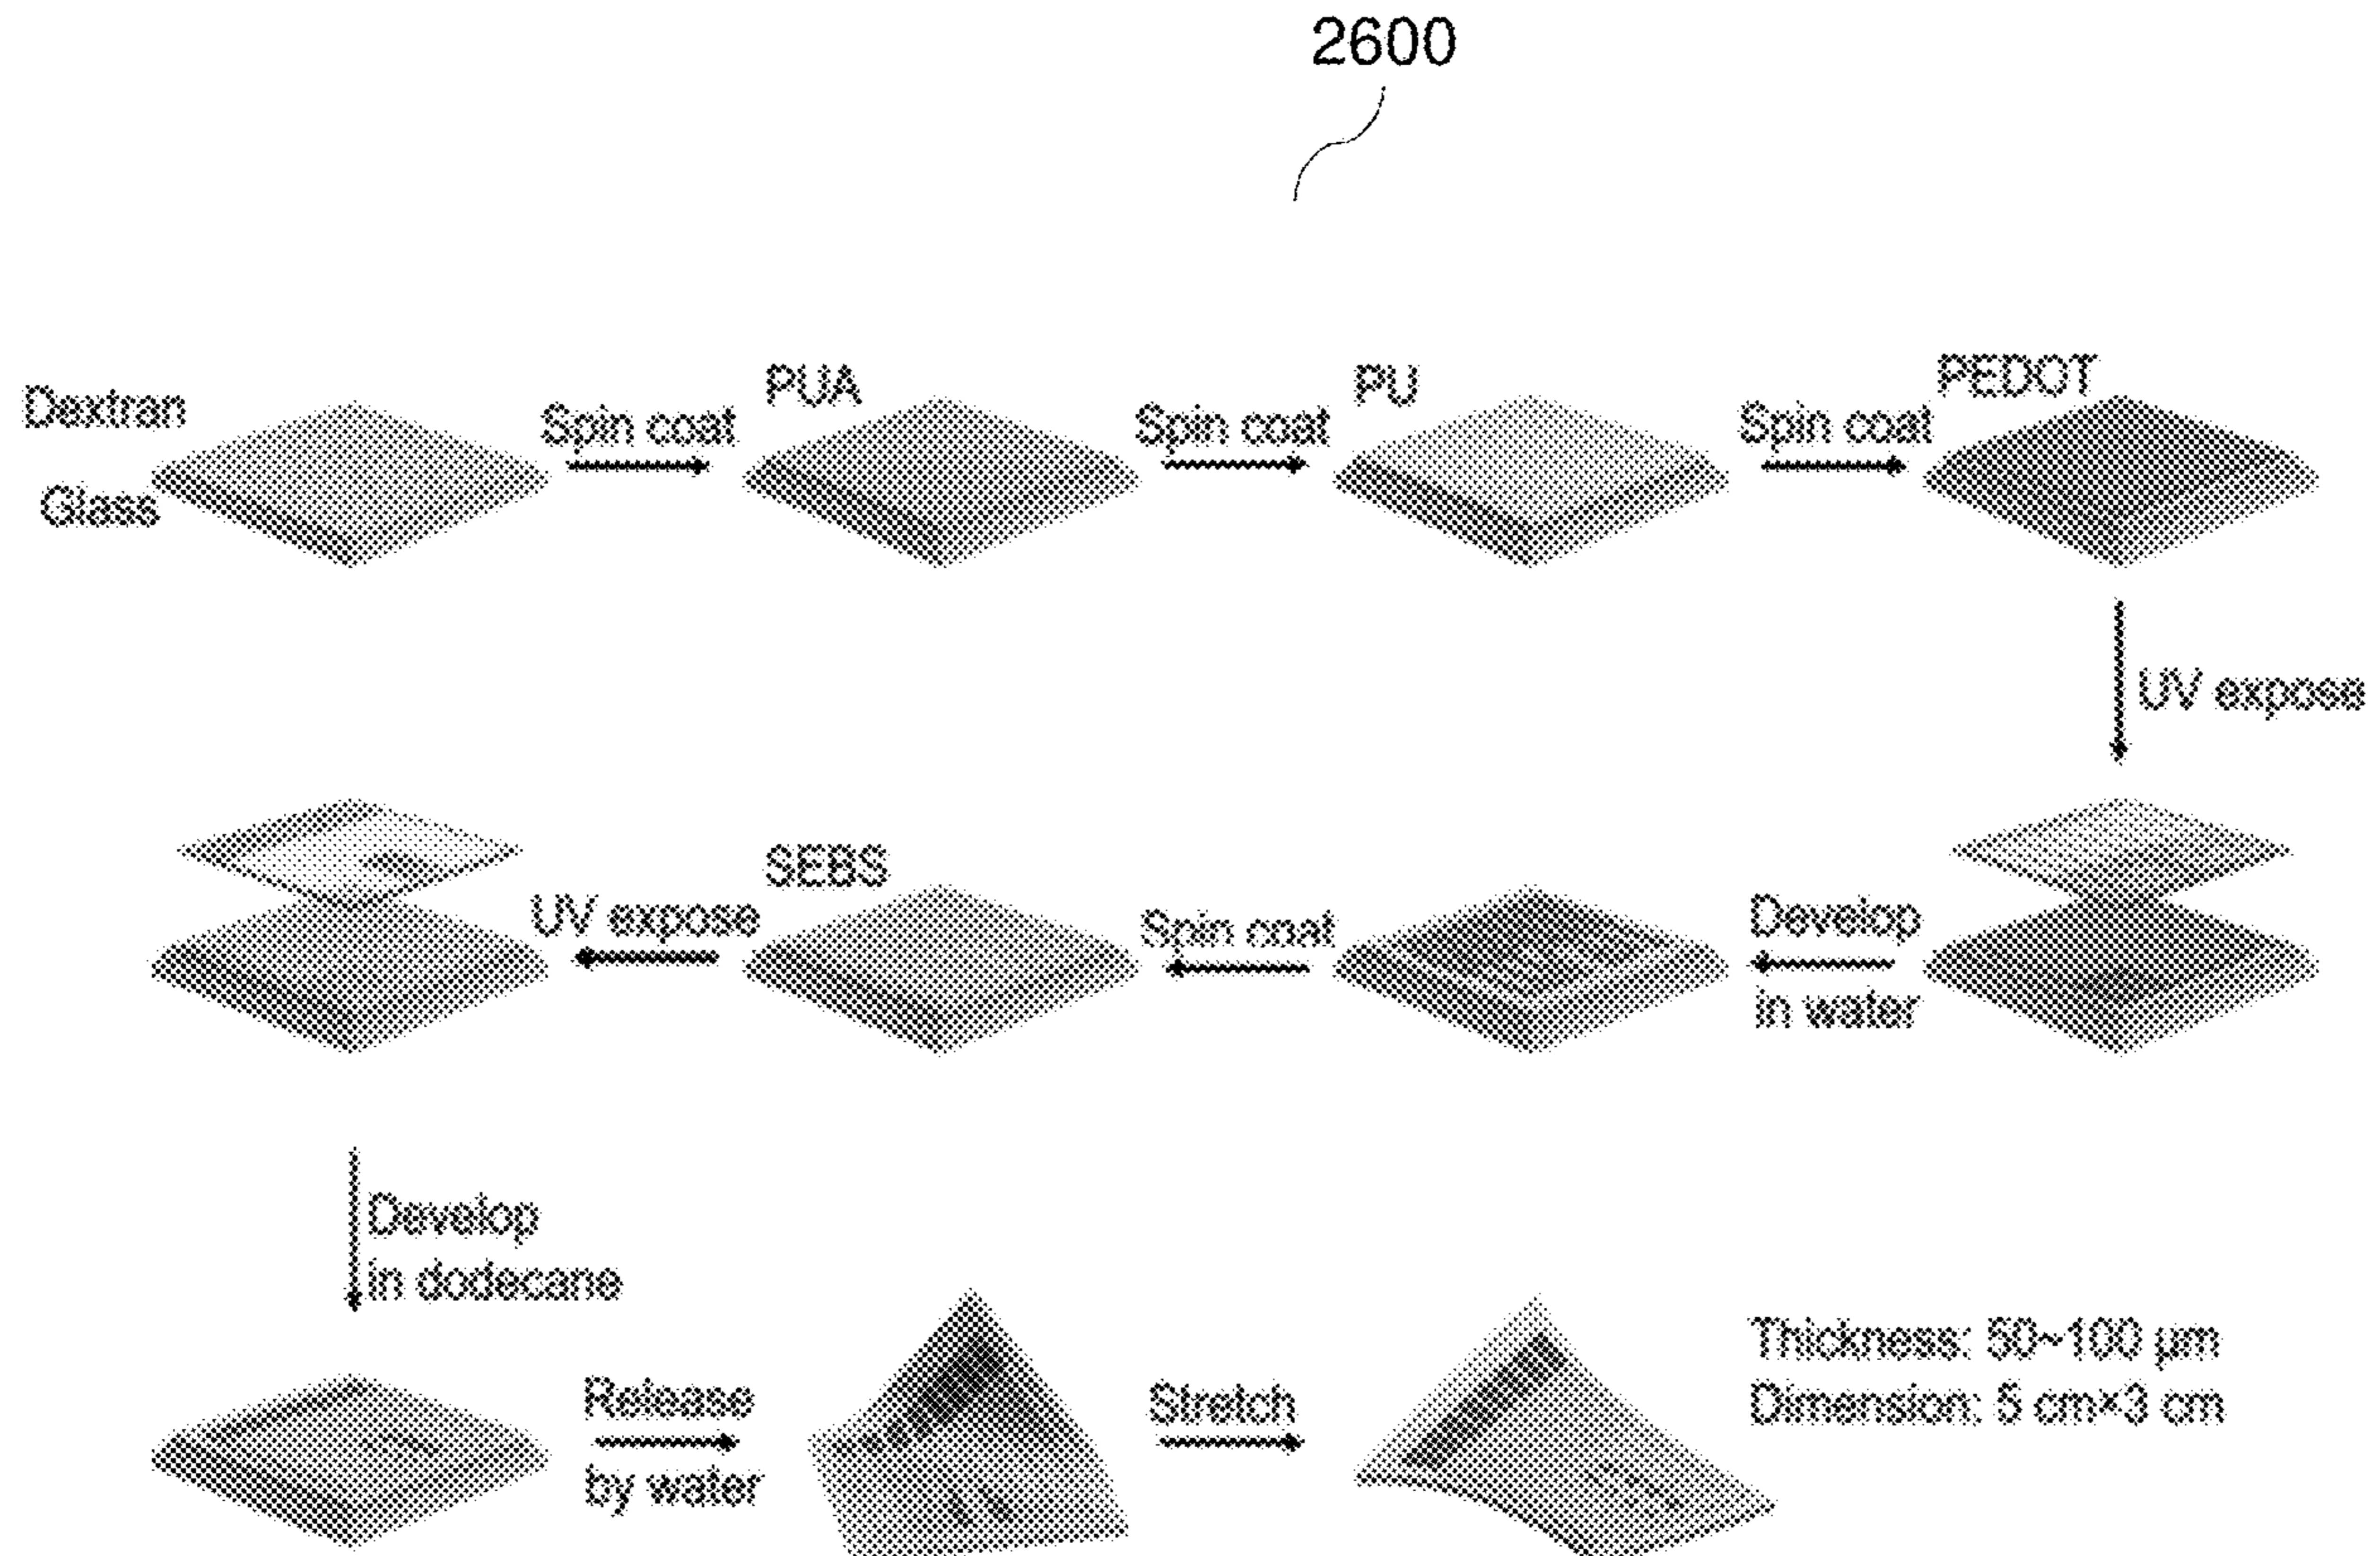 2600
Dextran
Glass
Spin coat
PUA
Spin coat
PU
Spin coat
PEDOT
UV expose
Develop
in water
Spin coat
SEBS
UV expose
Develop
in dodecane
Release
by water
Stretch
Thickness: 50~100 μm
Dimension: 5 cm×3 cm